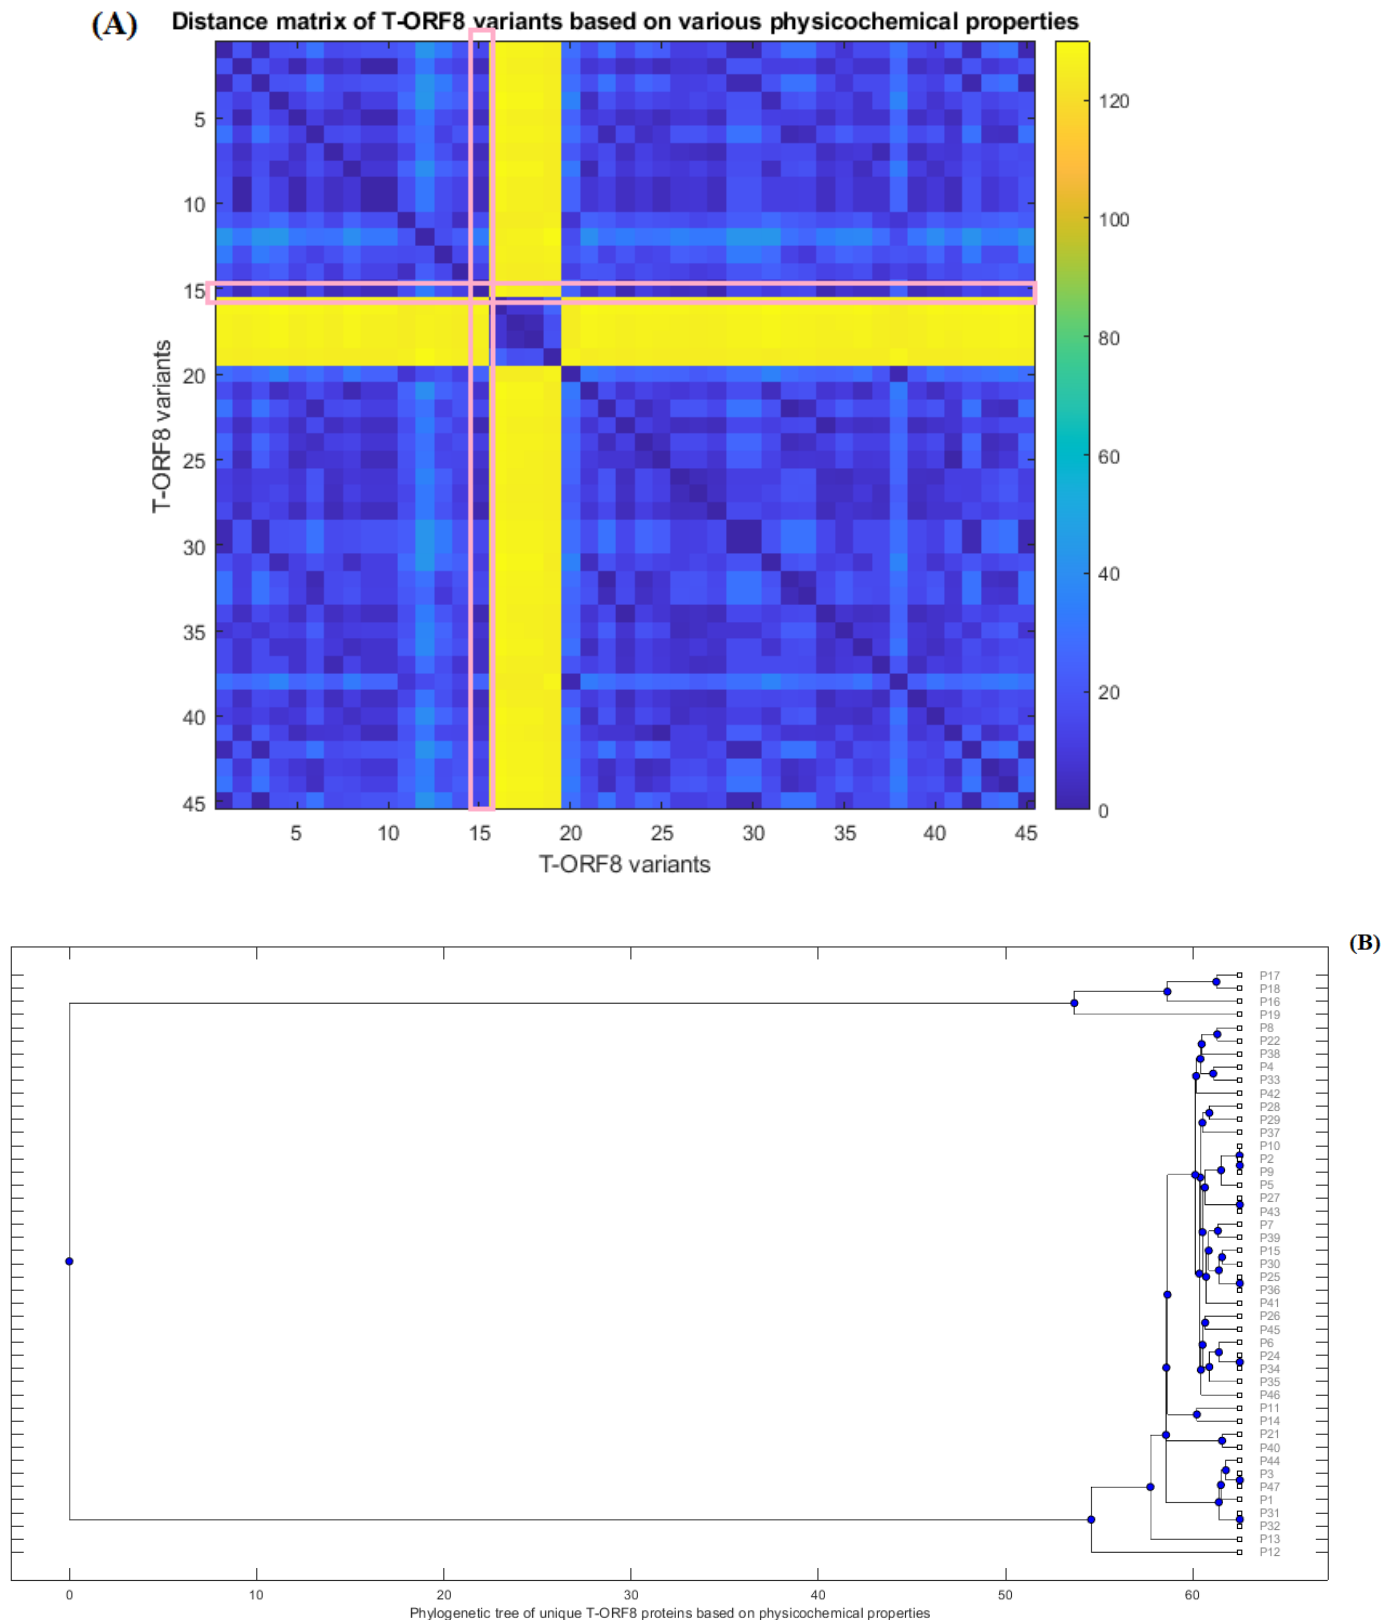 (A) Distance matrix of T-ORF8 variants based on various physicochemical properties
5
10
15
20
25
30
35
40
45
T-ORF8 variants
5 10 15 20 25 30 35 40 45
T-ORF8 variants
120
100
80
60
40
20
0
(B)
P17
P18
P16
P19
P8
P22
P38
P4
P33
P42
P28
P29
P37
P10
P2
P9
P5
P27
P43
P7
P39
P15
P30
P25
P36
P41
P26
P45
P6
P24
P34
P35
P46
P11
P14
P21
P40
P44
P3
P47
P1
P31
P32
P13
P12
0 10 20 30 40 50 60
Phylogenetic tree of unique T-ORF8 proteins based on physicochemical properties